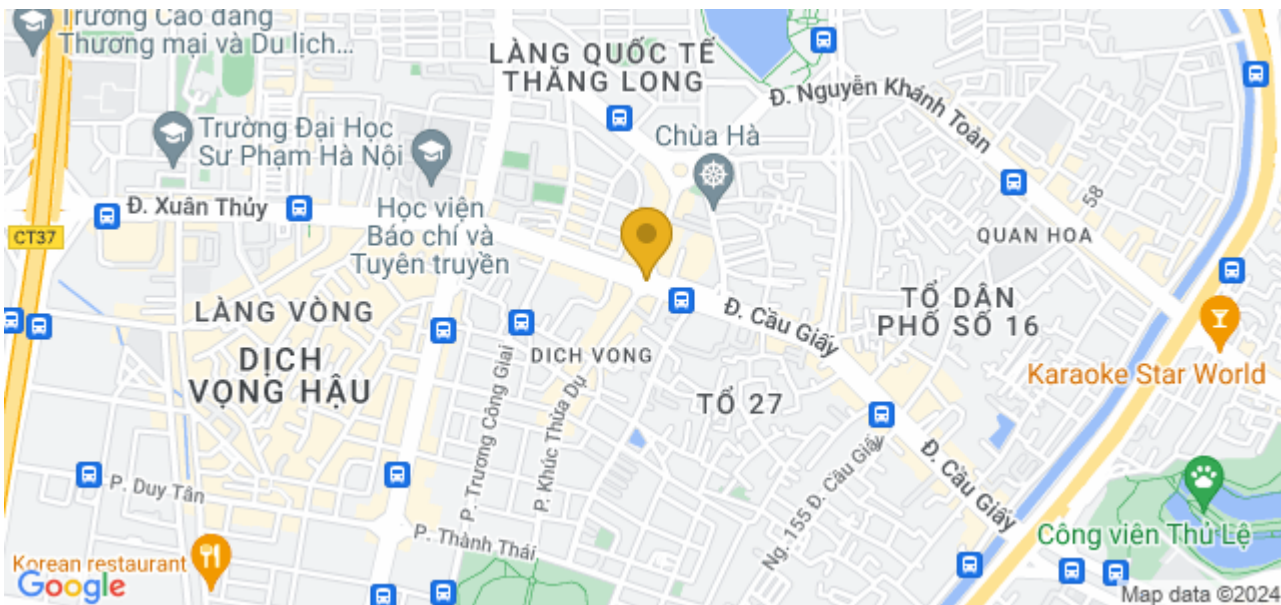 Trường Cao đẳng
Thương mại và Du lịch...
LÀNG QUỐC TẾ
THĂNG LONG
Đ. Nguyễn Khánh Toàn
Trường Đại Học
Sư Phạm Hà Nội
Chùa Hà
58
Đ. Xuân Thủy
Học viện
Báo chí và
Tuyên truyền
CT37
QUAN HOA
LÀNG VÒNG
TỔ DÂN
PHỐ SỐ 16
Đ. Cầu Giấy
DỊCH
VỌNG HẬU
DICH VONG
P. Trương Công Giai
P. Khúc Thừa Dụ
TỔ 27
Karaoke Star World
P. Duy Tân
Ng. 155 Đ. Cầu Giấy
Đ. Cầu Giấy
P. Thành Thái
Công viên Thủ Lệ
Korean restaurant
Google
Map data ©2024